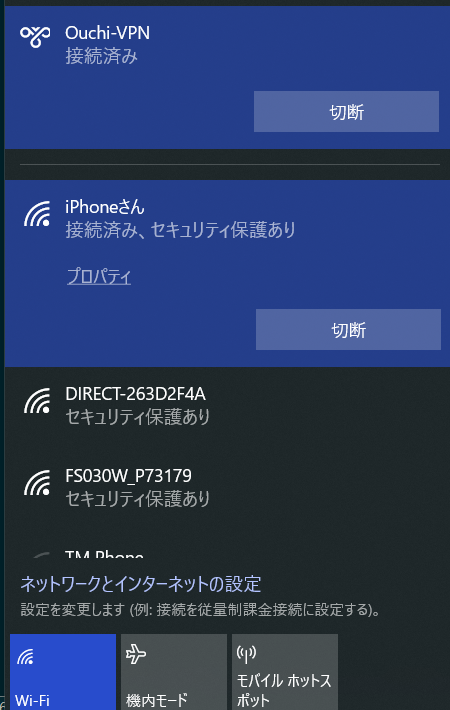 Ouchi-VPN
接続済み
切断
iPhoneさん
接続済み、セキュリティ保護あり
プロパティ
切断
DIRECT-263D2F4A
セキュリティ保護あり
FS030W_P73179
セキュリティ保護あり
TM Phone
ネットワークとインターネットの設定
設定を変更します (例: 接続を従量制課金接続に設定する)。
Wi-Fi
機内モード
モバイル ホットス
ポット